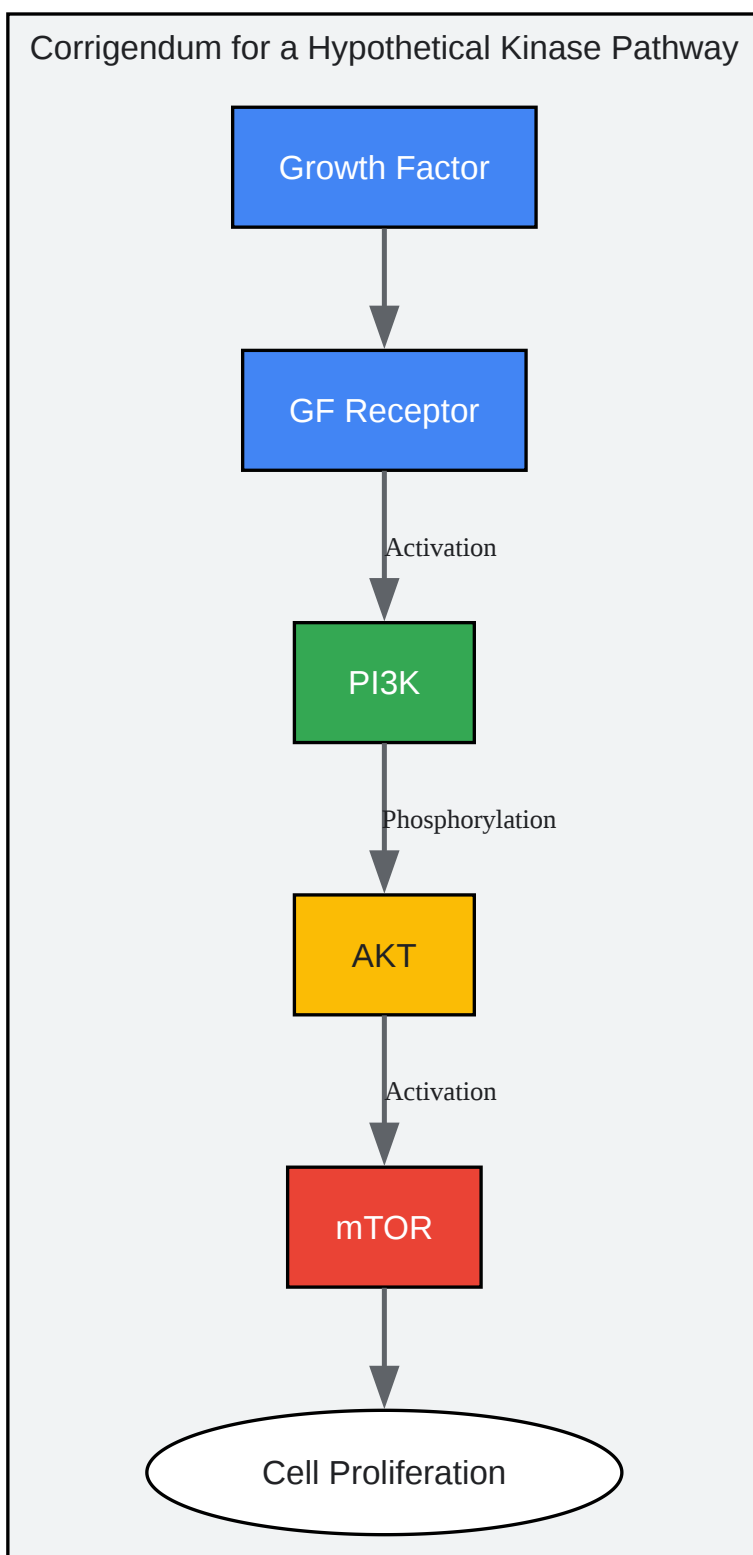 Corrigendum for a Hypothetical Kinase Pathway
Growth Factor
GF Receptor
Activation
PI3K
Phosphorylation
AKT
Activation
mTOR
Cell Proliferation